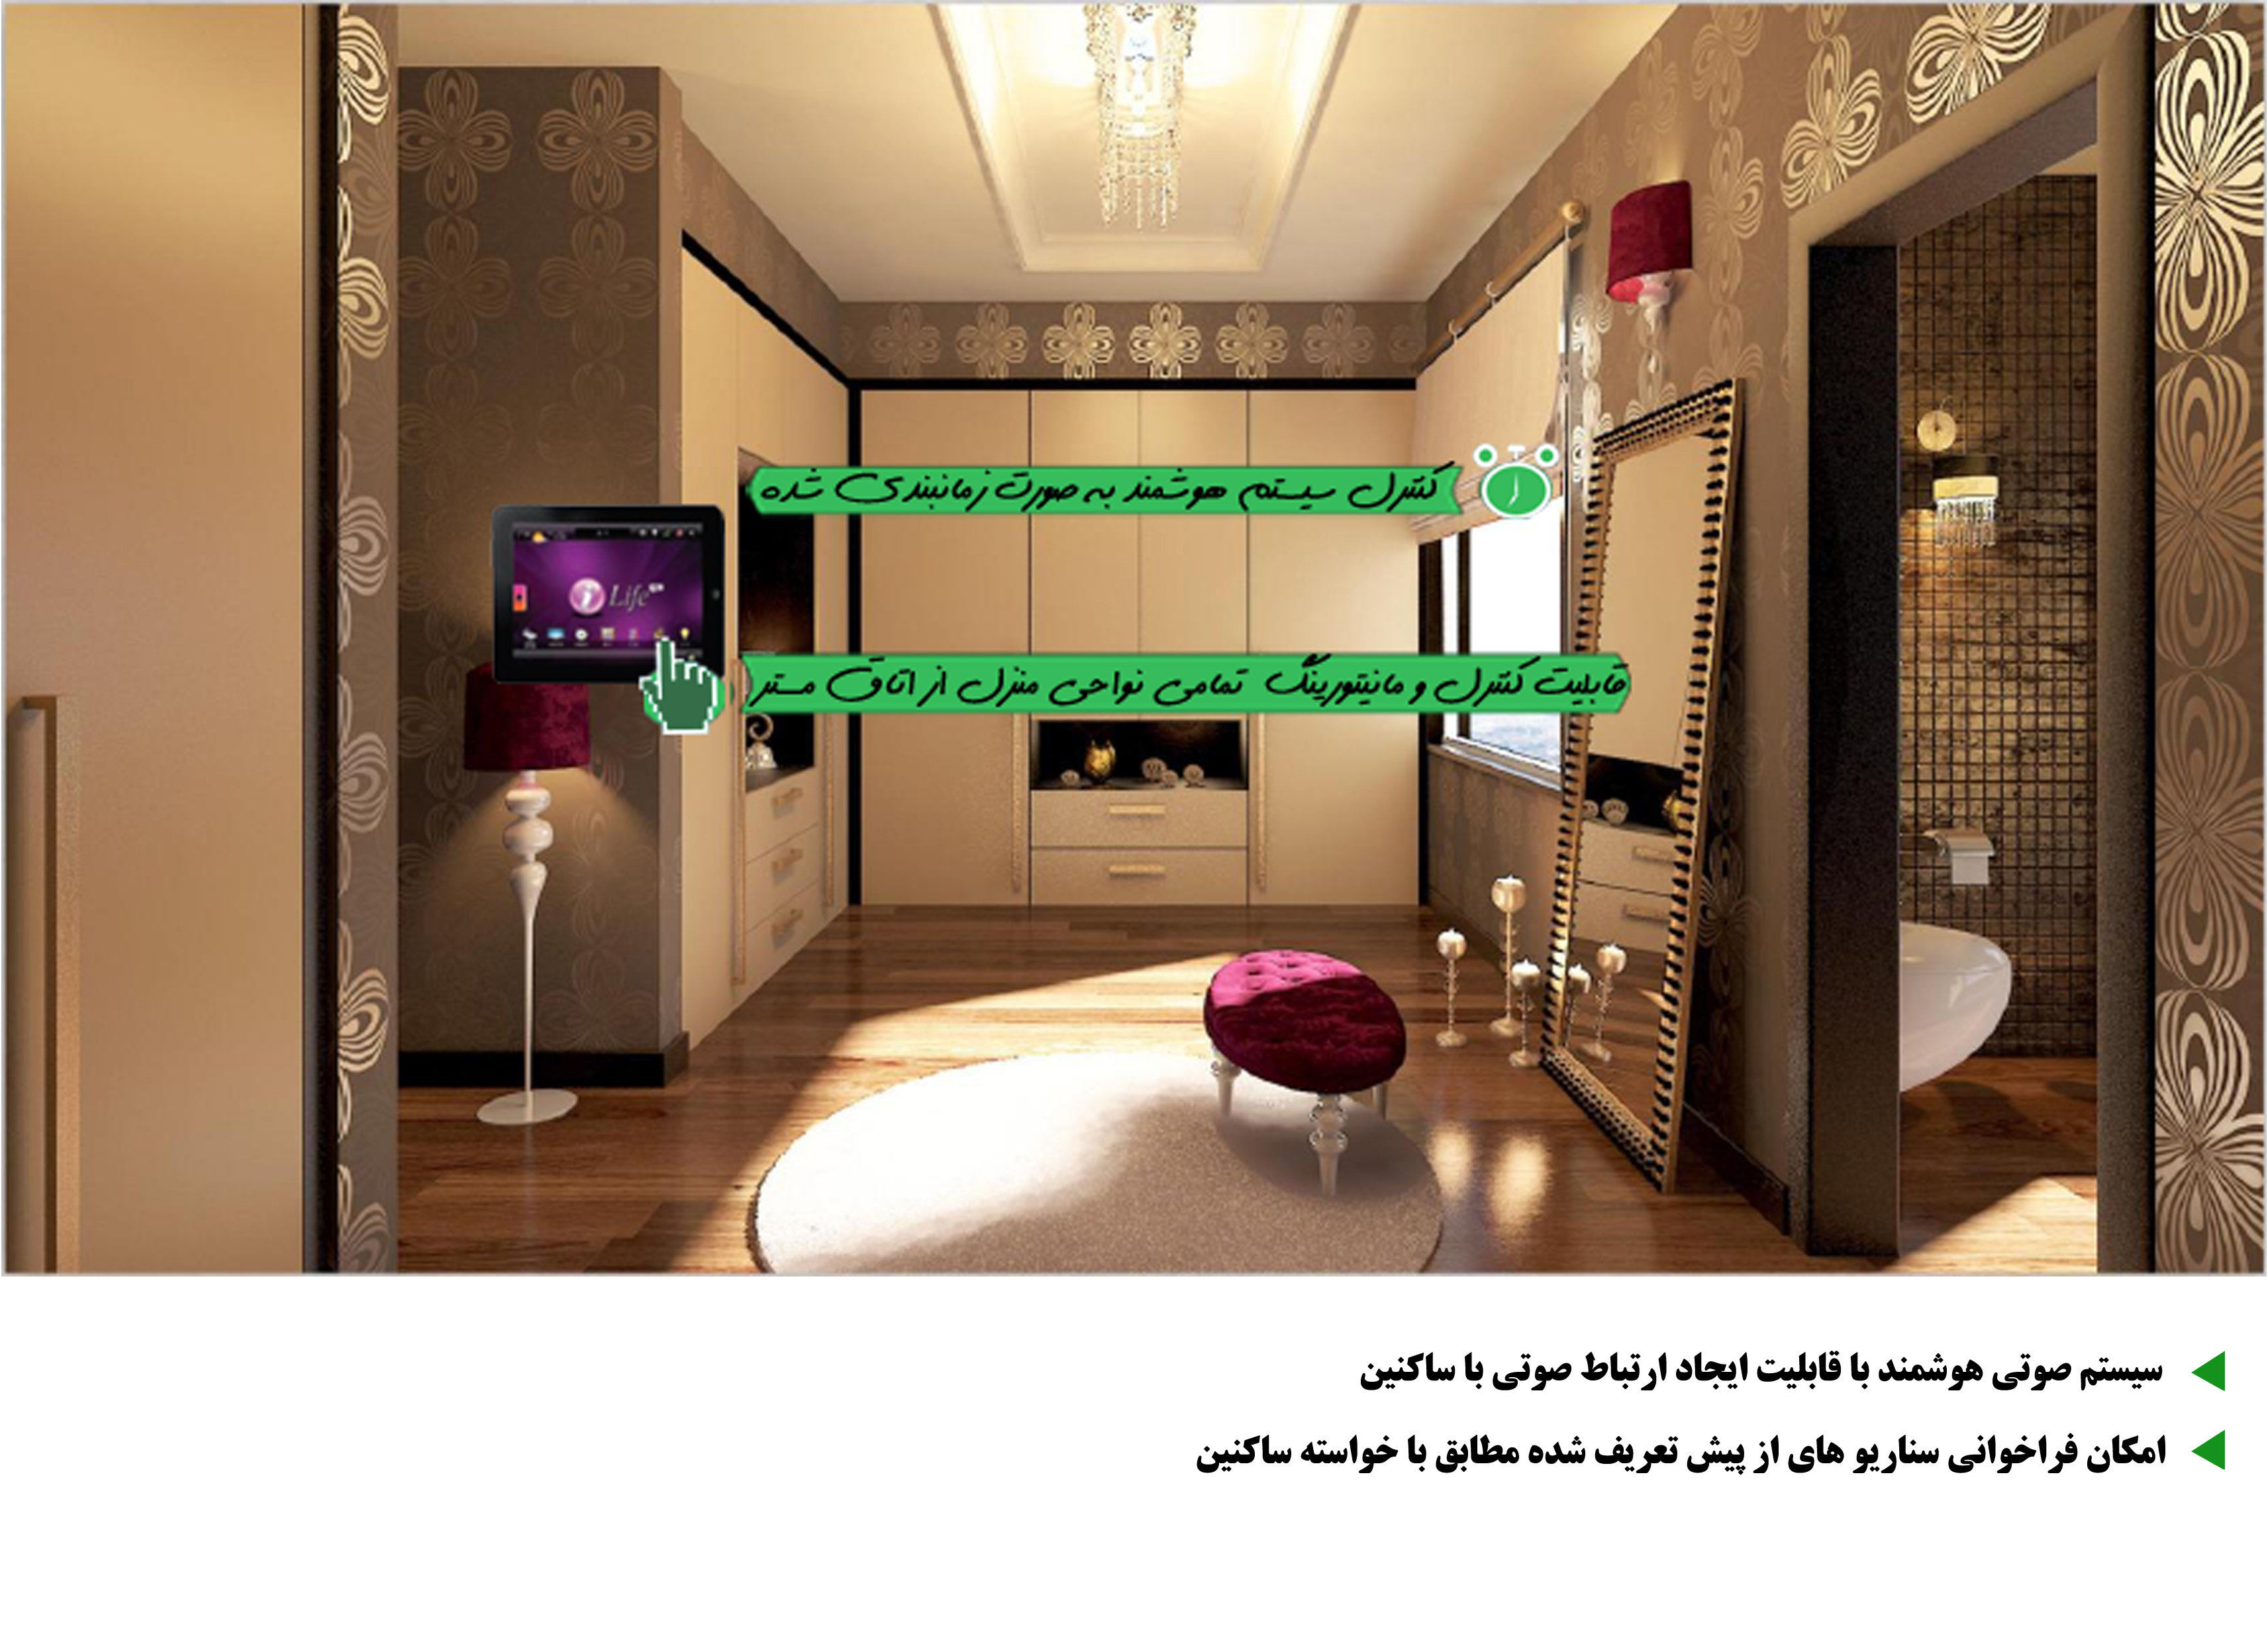 کنترل سیستم هوشمند به صورت زمانبندی شده
i Life
قابلیت کنترل و مانیتورینگ تمامی نواحی منزل از اتاق مستر
سیستم صوتی هوشمند با قابلیت ایجاد ارتباط صوتی با ساکنین
امکان فراخوانی سناریو های از پیش تعریف شده مطابق با خواسته ساکنین